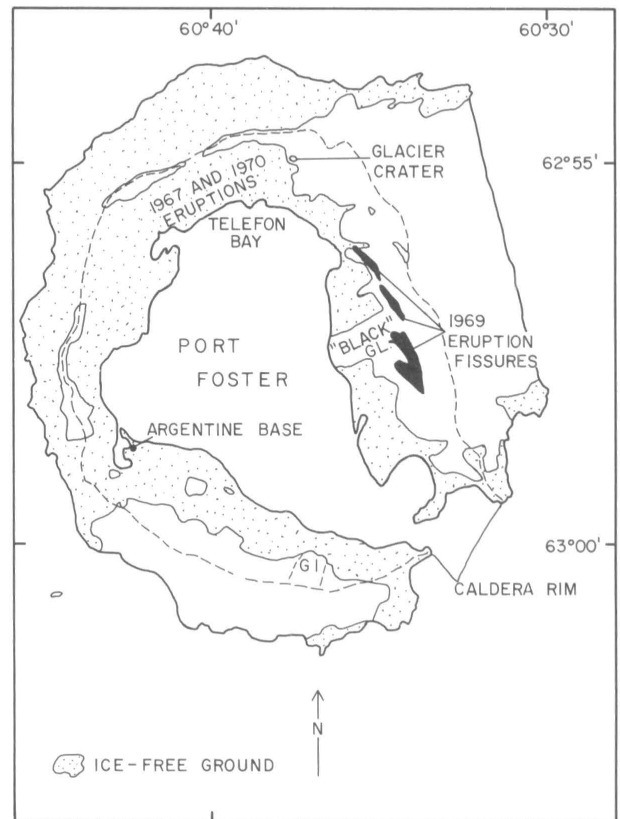 60°40'
60°30'
GLACIER
CRATER
62°55'
1967 AND 1970
ERUPTIONS
TELEFON
BAY
1969
ERUPTION
FISSURES
"BLACK"
GL.
PORT
FOSTER
ARGENTINE BASE
63°00'
G1
CALDERA RIM
N
ICE-FREE GROUND